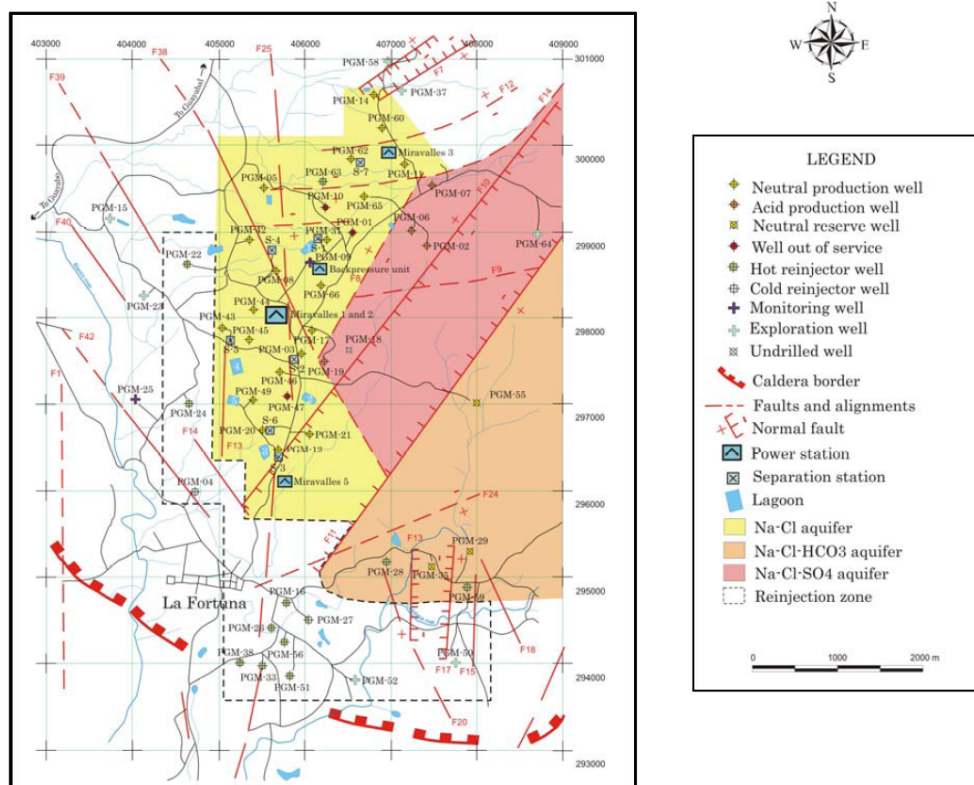 403000 404000 405000 406000 407000 408000 409000
N
W E
S
301000
300000
299000
298000
297000
296000
295000
294000
293000
F39
F38
F25
To Guayabal
To Guayabo
PGM-58
F7
PGM-37
PGM-14
F12
F14
PGM-60
PGM-62
Miravalles 3
S-7
PGM-63
PGM-11
PGM-05
F10
PGM-07
PGM-10
PGM-65
PGM-15
PGM-01
PGM-06
F40
PGM-31
S-4
S-1
PGM-02
PGM-64
PGM-09
PGM-22
Backpressure unit
PGM-08
F8
F9
PGM-66
PGM-23
PGM-44
PGM-43
Miravalles 1 and 2
PGM-45
PGM-17
F42
S-5
PGM-03
PGM-18
S-2
PGM-19
F1
PGM-46
PGM-25
PGM-49
PGM-55
PGM-24
PGM-47
F14
PGM-20
S-6
PGM-21
F13
PGM-04
Miravalles 5
F24
F11
F13
PGM-29
PGM-28
PGM-35
La Fortuna
PGM-16
PGM-59
PGM-26
PGM-27
PGM-38
PGM-56
PGM-50
F18
PGM-33
F17
F15
PGM-51
PGM-52
F20
LEGEND
Neutral production well
Acid production well
Neutral reserve well
Well out of service
Hot reinjector well
Cold reinjector well
Monitoring well
Exploration well
Undrilled well
Caldera border
Faults and alignments
Normal fault
Power station
Separation station
Lagoon
Na-Cl aquifer
Na-Cl-HCO3 aquifer
Na-Cl-SO4 aquifer
Reinjection zone
0 1000 2000 m